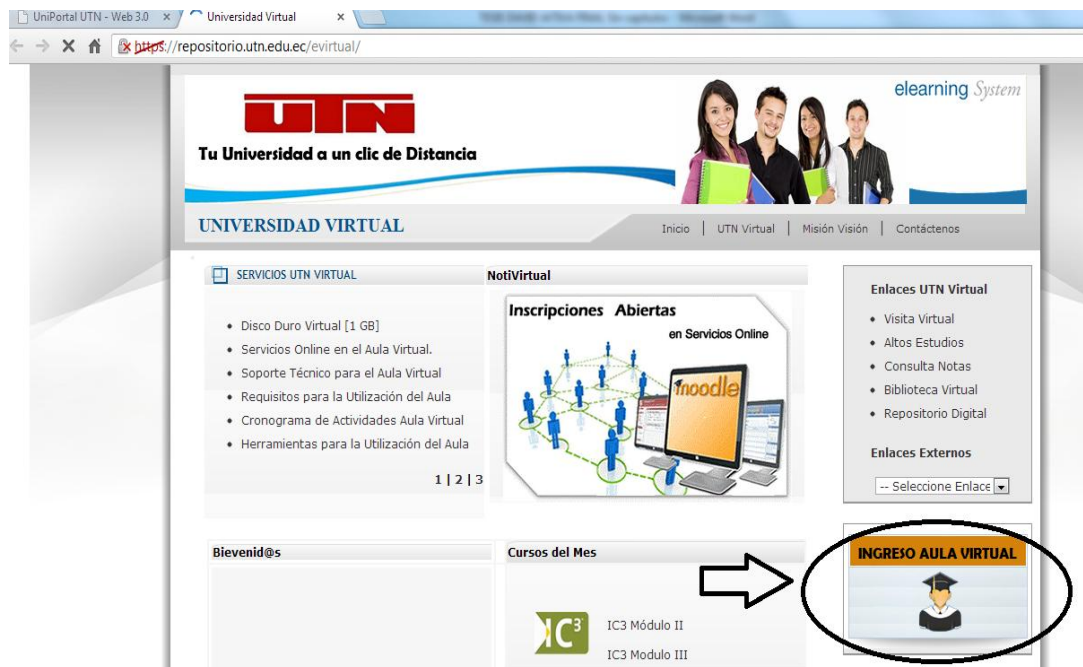 UniPortal UTN - Web 3.0 ×
Universidad Virtual ×
https://repositorio.utn.edu.ec/evirtual/
UTN
Tu Universidad a un clic de Distancia
elearning System
UNIVERSIDAD VIRTUAL
Inicio | UTN Virtual | Misión Visión | Contáctenos
SERVICIOS UTN VIRTUAL
• Disco Duro Virtual [1 GB]
• Servicios Online en el Aula Virtual.
• Soporte Técnico para el Aula Virtual
• Requisitos para la Utilización del Aula
• Cronograma de Actividades Aula Virtual
• Herramientas para la Utilización del Aula
1 | 2 | 3
NotiVirtual
Inscripciones Abiertas
en Servicios Online
moodle
Enlaces UTN Virtual
• Visita Virtual
• Altos Estudios
• Consulta Notas
• Biblioteca Virtual
• Repositorio Digital
Enlaces Externos
-- Seleccione Enlace
Bievenid@s
Cursos del Mes
IC3
IC3 Módulo II
IC3 Modulo III
INGRESO AULA VIRTUAL